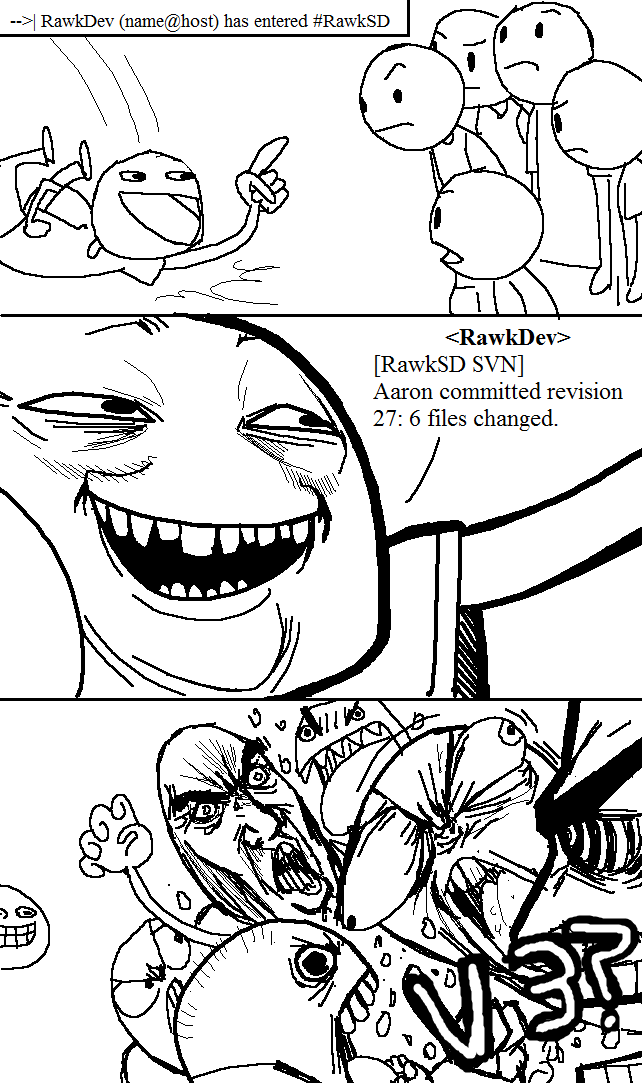 -->| RawkDev (name@host) has entered #RawkSD
<RawkDev>
[RawkSD SVN]
Aaron committed revision
27: 6 files changed.
V3?